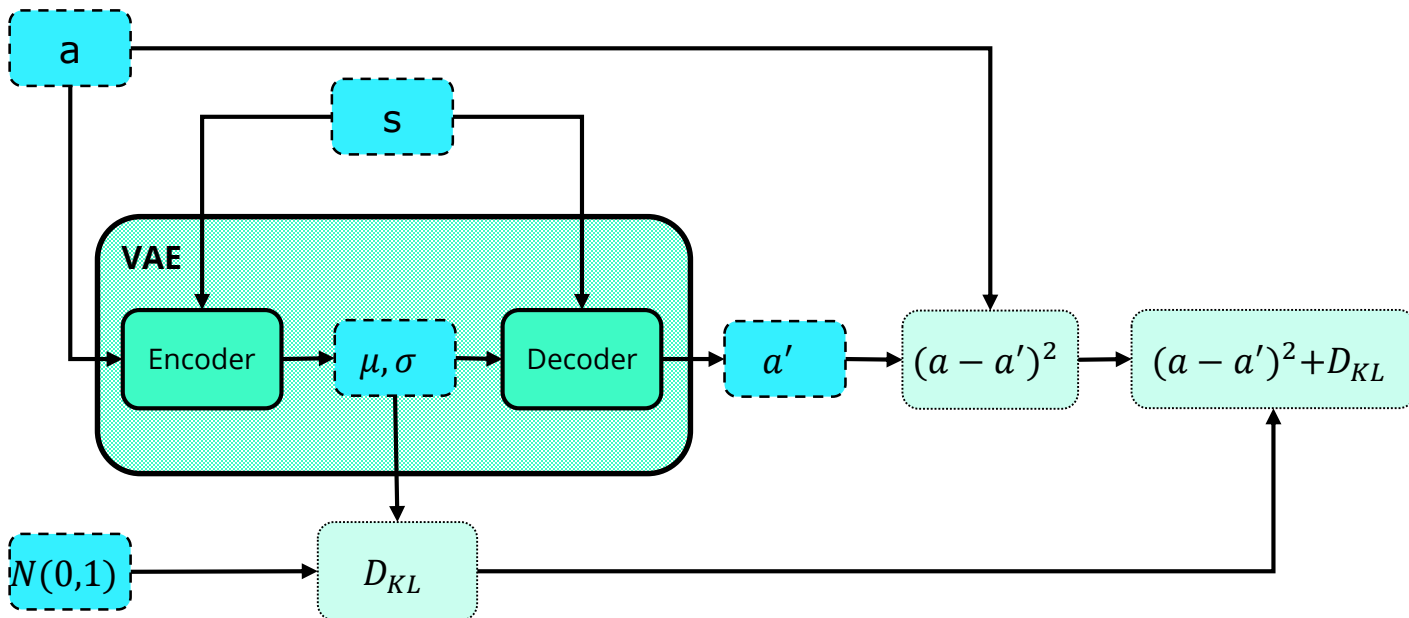 a
s
VAE
Encoder
μ, σ
Decoder
a′
(a − a′)²
(a − a′)²+D_KL
N(0,1)
D_KL